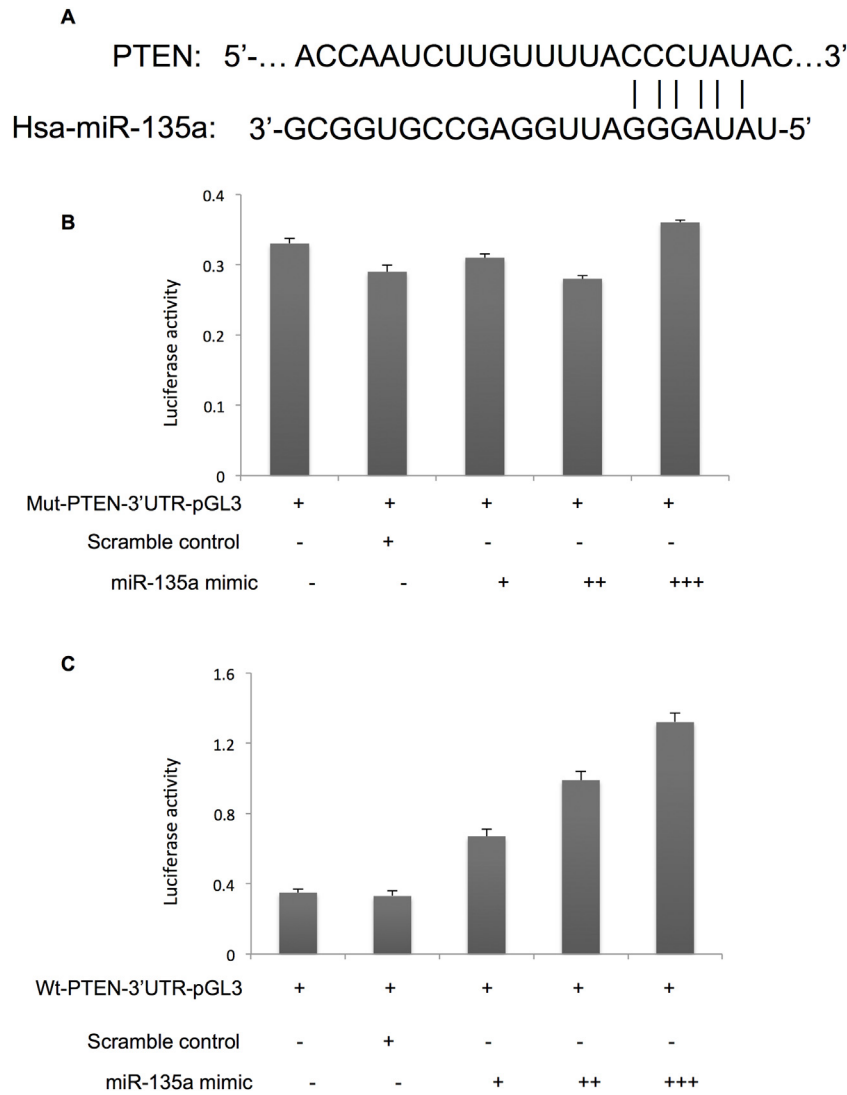 A
PTEN: 5'-... ACCAAUCUUGUUUUACCCUAUAC...3'
Hsa-miR-135a: 3'-GCGGUGCCGAGGUUAGGGAUAU-5'
B
Luciferase activity
0.4
0.3
0.2
0.1
0
Mut-PTEN-3'UTR-pGL3 + + + + +
Scramble control - + - - -
miR-135a mimic - - + ++ +++
C
Luciferase activity
1.6
1.2
0.8
0.4
0
Wt-PTEN-3'UTR-pGL3 + + + + +
Scramble control - + - - -
miR-135a mimic - - + ++ +++